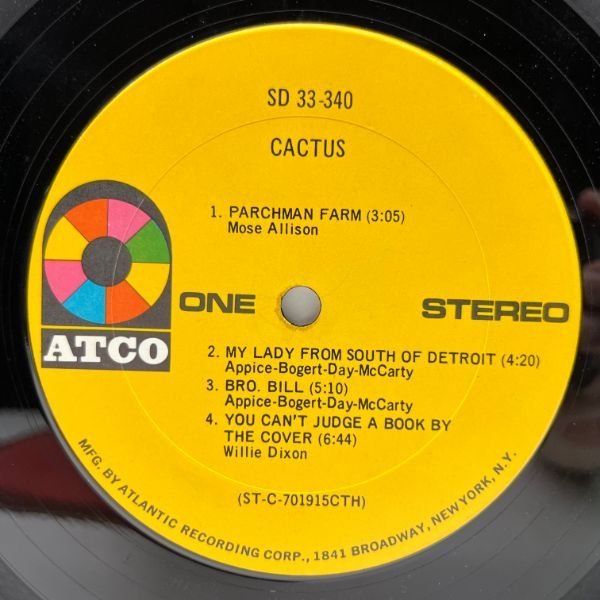 SD 33-340
CACTUS
1. PARCHMAN FARM (3:05)
Mose Allison
ATCO
ONE
STEREO
2. MY LADY FROM SOUTH OF DETROIT (4:20)
Appice-Bogert-Day-McCarty
3. BRO. BILL (5:10)
Appice-Bogert-Day-McCarty
4. YOU CAN'T JUDGE A BOOK BY
THE COVER (6:44)
Willie Dixon
(ST-C-701915CTH)
MFG. BY ATLANTIC RECORDING CORP., 1841 BROADWAY, NEW YORK, N.Y.